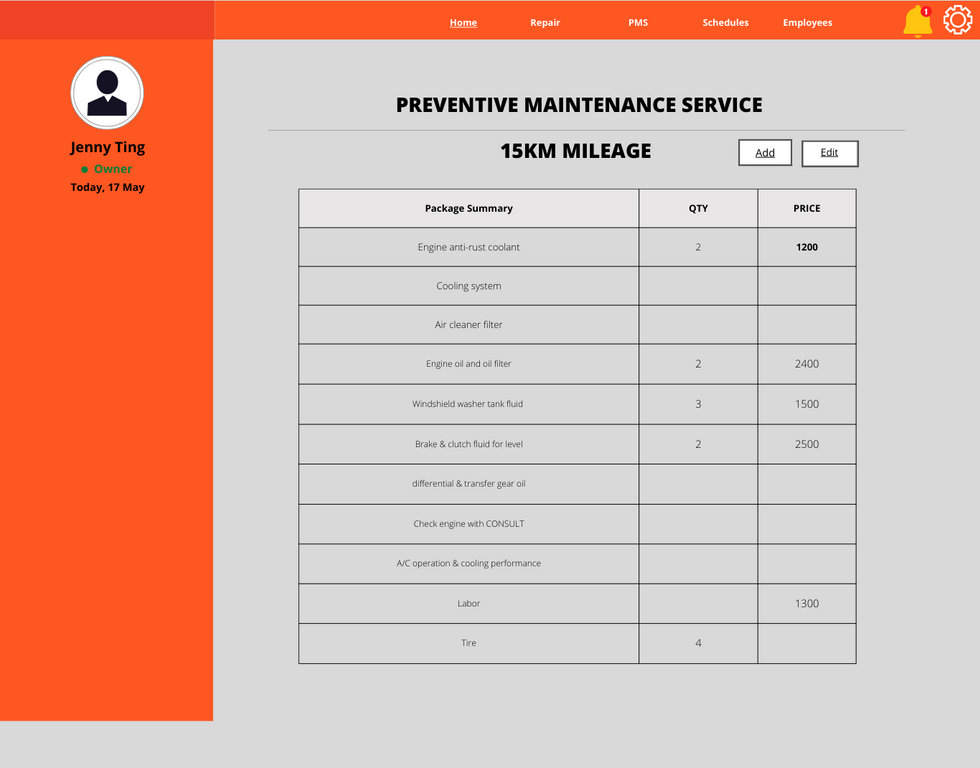 Home Repair PMS Schedules Employees 1
Jenny Ting
Owner
Today, 17 May
PREVENTIVE MAINTENANCE SERVICE
15KM MILEAGE Add Edit
Package Summary QTY PRICE
Engine anti-rust coolant 2 1200
Cooling system
Air cleaner filter
Engine oil and oil filter 2 2400
Windshield washer tank fluid 3 1500
Brake & clutch fluid for level 2 2500
differential & transfer gear oil
Check engine with CONSULT
A/C operation & cooling performance
Labor 1300
Tire 4